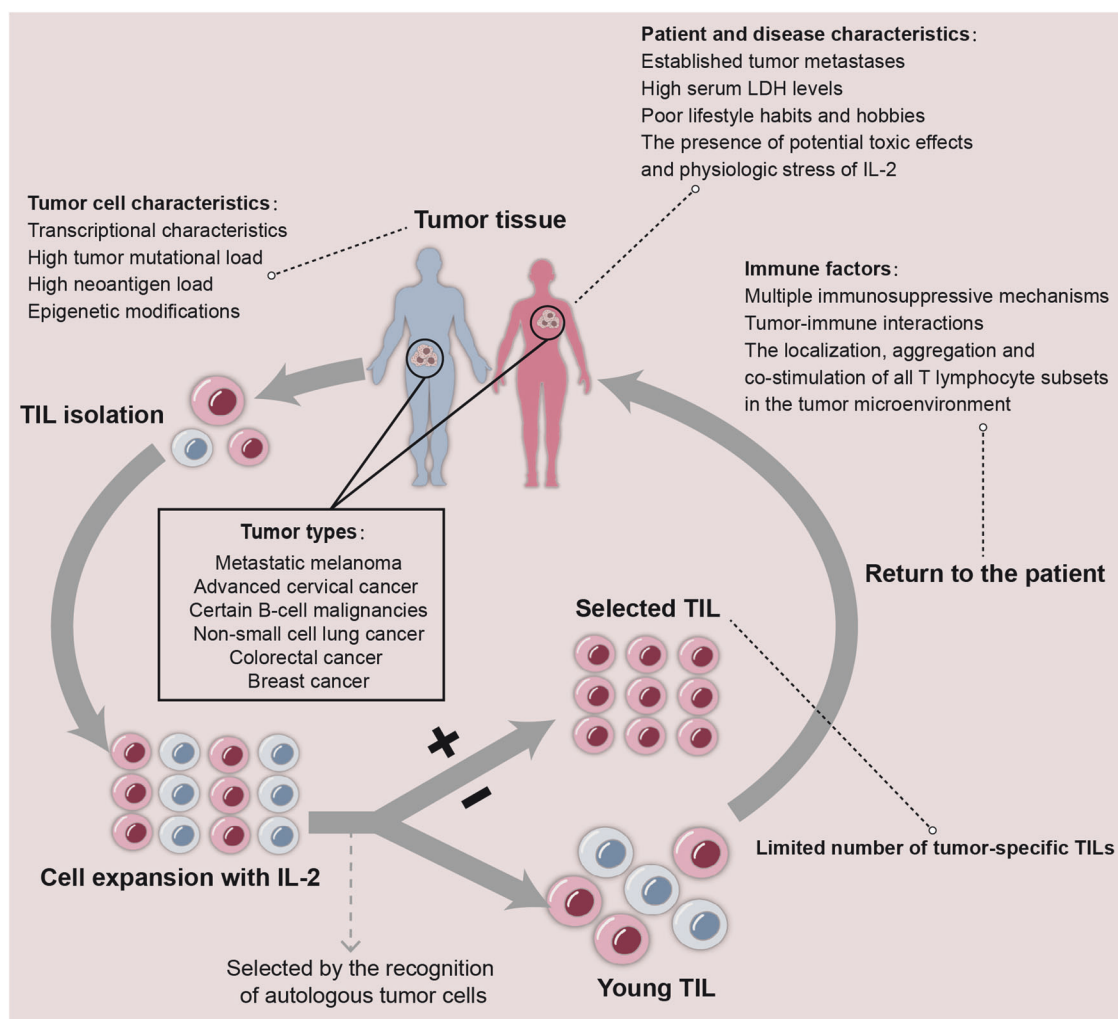 Patient and disease characteristics:
Established tumor metastases
High serum LDH levels
Poor lifestyle habits and hobbies
The presence of potential toxic effects
and physiologic stress of IL-2
Tumor cell characteristics:
Transcriptional characteristics
High tumor mutational load
High neoantigen load
Epigenetic modifications
Tumor tissue
Immune factors:
Multiple immunosuppressive mechanisms
Tumor-immune interactions
The localization, aggregation and
co-stimulation of all T lymphocyte subsets
in the tumor microenvironment
TIL isolation
Tumor types:
Metastatic melanoma
Advanced cervical cancer
Certain B-cell malignancies
Non-small cell lung cancer
Colorectal cancer
Breast cancer
Return to the patient
Selected TIL
+
−
Limited number of tumor-specific TILs
Cell expansion with IL-2
Selected by the recognition
of autologous tumor cells
Young TIL